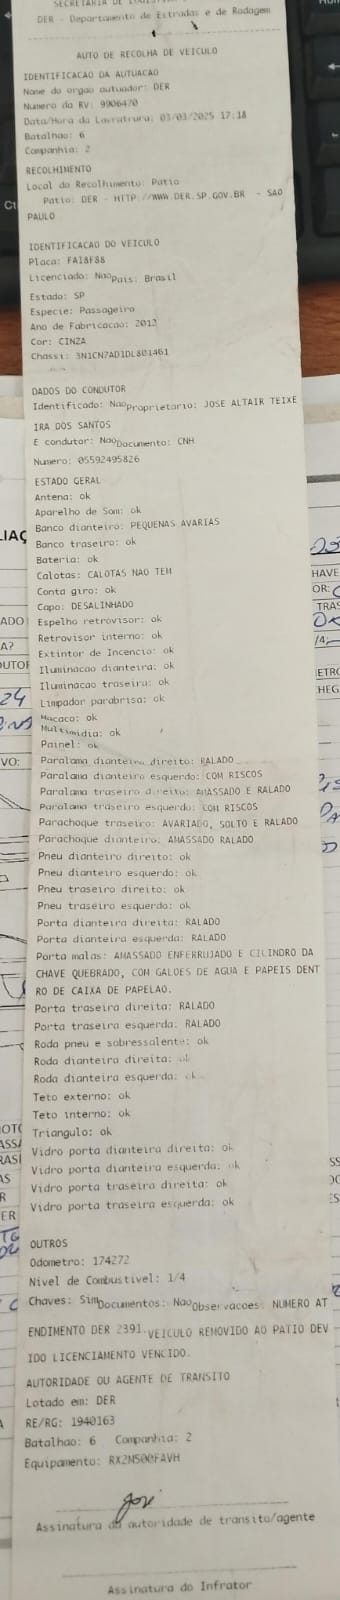 SECRETARIA DE
DER - Departamento de Estradas e de Rodagem
AUTO DE RECOLHA DE VEICULO
IDENTIFICACAO DA AUTUACAO
Nome do orgao autuador: DER
Numero da RV: 9906470
Data/Hora da Lavratura: 03/03/2025 17:18
Batalhao: 6
Companhia: 2
RECOLHIMENTO
Local do Recolhimento: Patio
Patio: DER - HTTP://WWW.DER.SP.GOV.BR - SAO
PAULO
IDENTIFICACAO DO VEICULO
Placa: FAI8F88
Licenciado: Nao Pais: Brasil
Estado: SP
Especie: Passageiro
Ano de Fabricacao: 2012
Cor: CINZA
Chassi: 3N1CN7AD1DL801461
DADOS DO CONDUTOR
Identificado: Nao Proprietario: JOSE ALTAIR TEIXE
IRA DOS SANTOS
E condutor: Nao Documento: CNH
Numero: 05592495826
ESTADO GERAL
Antena: ok
Aparelho de Som: ok
Banco dianteiro: PEQUENAS AVARIAS
Banco traseiro: ok
Bateria: ok
Calotas: CALOTAS NAO TEM
Conta giro: ok
Capo: DESALINHADO
Espelho retrovisor: ok
Retrovisor interno: ok
Extintor de Incencio: ok
Iluminacao dianteira: ok
Iluminacao traseira: ok
Limpador parabrisa: ok
Macaco: ok
Multimidia: ok
Painel: ok
Paralama dianteiro direito: RALADO
Paralama dianteiro esquerdo: COM RISCOS
Paralama traseiro direito: AMASSADO E RALADO
Paralama traseiro esquerdo: COM RISCOS
Parachoque traseiro: AVARIADO, SOLTO E RALADO
Parachoque dianteiro: AMASSADO RALADO
Pneu dianteiro direito: ok
Pneu dianteiro esquerdo: ok
Pneu traseiro direito: ok
Pneu traseiro esquerdo: ok
Porta dianteira direita: RALADO
Porta dianteira esquerda: RALADO
Porta malas: AMASSADO ENFERRUJADO E CILINDRO DA
CHAVE QUEBRADO, COM GALOES DE AGUA E PAPEIS DENT
RO DE CAIXA DE PAPELAO.
Porta traseira direita: RALADO
Porta traseira esquerda: RALADO
Roda pneu e sobressalente: ok
Roda dianteira direita: ok
Roda dianteira esquerda: ok
Teto externo: ok
Teto interno: ok
Triangulo: ok
Vidro porta dianteira direita: ok
Vidro porta dianteira esquerda: ok
Vidro porta traseira direita: ok
Vidro porta traseira esquerda: ok
OUTROS
Odometro: 174272
Nivel de Combustivel: 1/4
Chaves: Sim Documentos: Nao Observacoes: NUMERO AT
ENDIMENTO DER 2391. VEICULO REMOVIDO AO PATIO DEV
IDO LICENCIAMENTO VENCIDO.
AUTORIDADE OU AGENTE DE TRANSITO
Lotado em: DER
RE/RG: 1940163
Batalhao: 6 Companhia: 2
Equipamento: RX2MS00FAVH
Assinatura da autoridade de transito/agente
Assinatura do Infrator